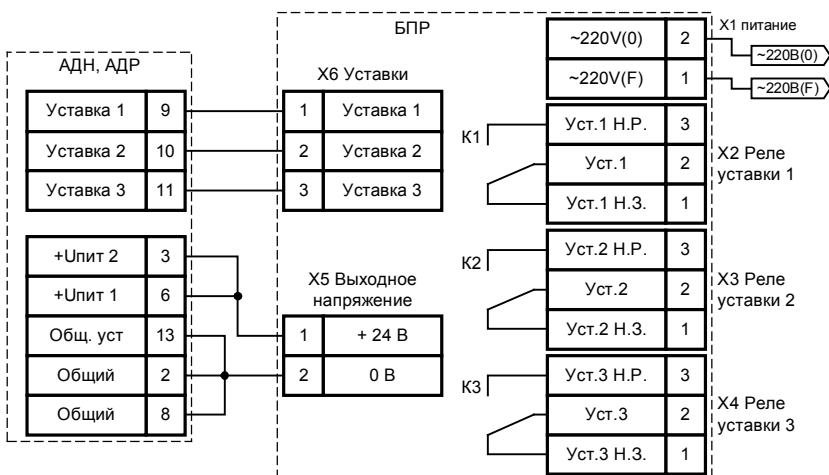 БПР
~220V(0) 2
~220V(F) 1
X1 питание
~220В(0)
~220В(F)
АДН, АДР
Уставка 1 9
Уставка 2 10
Уставка 3 11
X6 Уставки
1 Уставка 1
2 Уставка 2
3 Уставка 3
К1
Уст.1 Н.Р. 3
Уст.1 2
Уст.1 Н.З. 1
X2 Реле
уставки 1
+Uпит 2 3
+Uпит 1 6
Общ. уст 13
Общий 2
Общий 8
X5 Выходное
напряжение
1 + 24 В
2 0 В
К2
Уст.2 Н.Р. 3
Уст.2 2
Уст.2 Н.З. 1
X3 Реле
уставки 2
К3
Уст.3 Н.Р. 3
Уст.3 2
Уст.3 Н.З. 1
X4 Реле
уставки 3